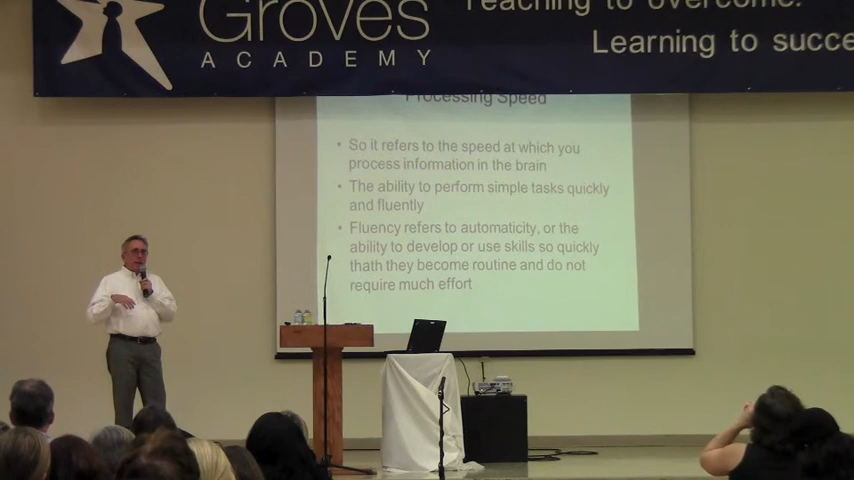 Groves
ACADEMY
Teaching to overcome.
Learning to succe
Processing Speed
• So it refers to the speed at which you
process information in the brain
• The ability to perform simple tasks quickly
and fluently
• Fluency refers to automaticity, or the
ability to develop or use skills so quickly
thath they become routine and do not
require much effort